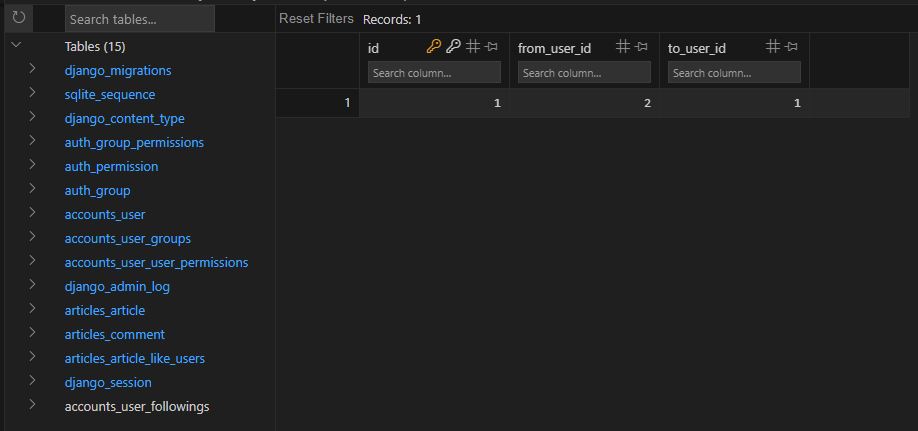 Search tables...
Reset Filters Records: 1
Tables (15)
django_migrations
sqlite_sequence
django_content_type
auth_group_permissions
auth_permission
auth_group
accounts_user
accounts_user_groups
accounts_user_user_permissions
django_admin_log
articles_article
articles_comment
articles_article_like_users
django_session
accounts_user_followings
id from_user_id to_user_id
Search column... Search column... Search column...
1 1 2 1